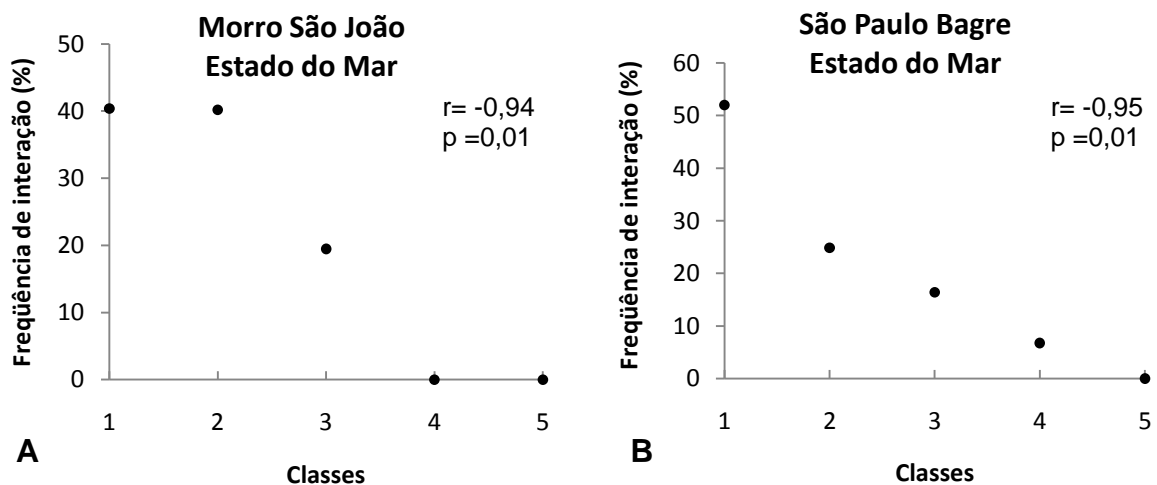 Morro São João
Estado do Mar
r= -0,94
p =0,01
Freqüência de interação (%)
50
40
30
20
10
0
1 2 3 4 5
A
Classes
São Paulo Bagre
Estado do Mar
r= -0,95
p =0,01
Freqüência de interação (%)
60
50
40
30
20
10
0
1 2 3 4 5
B
Classes